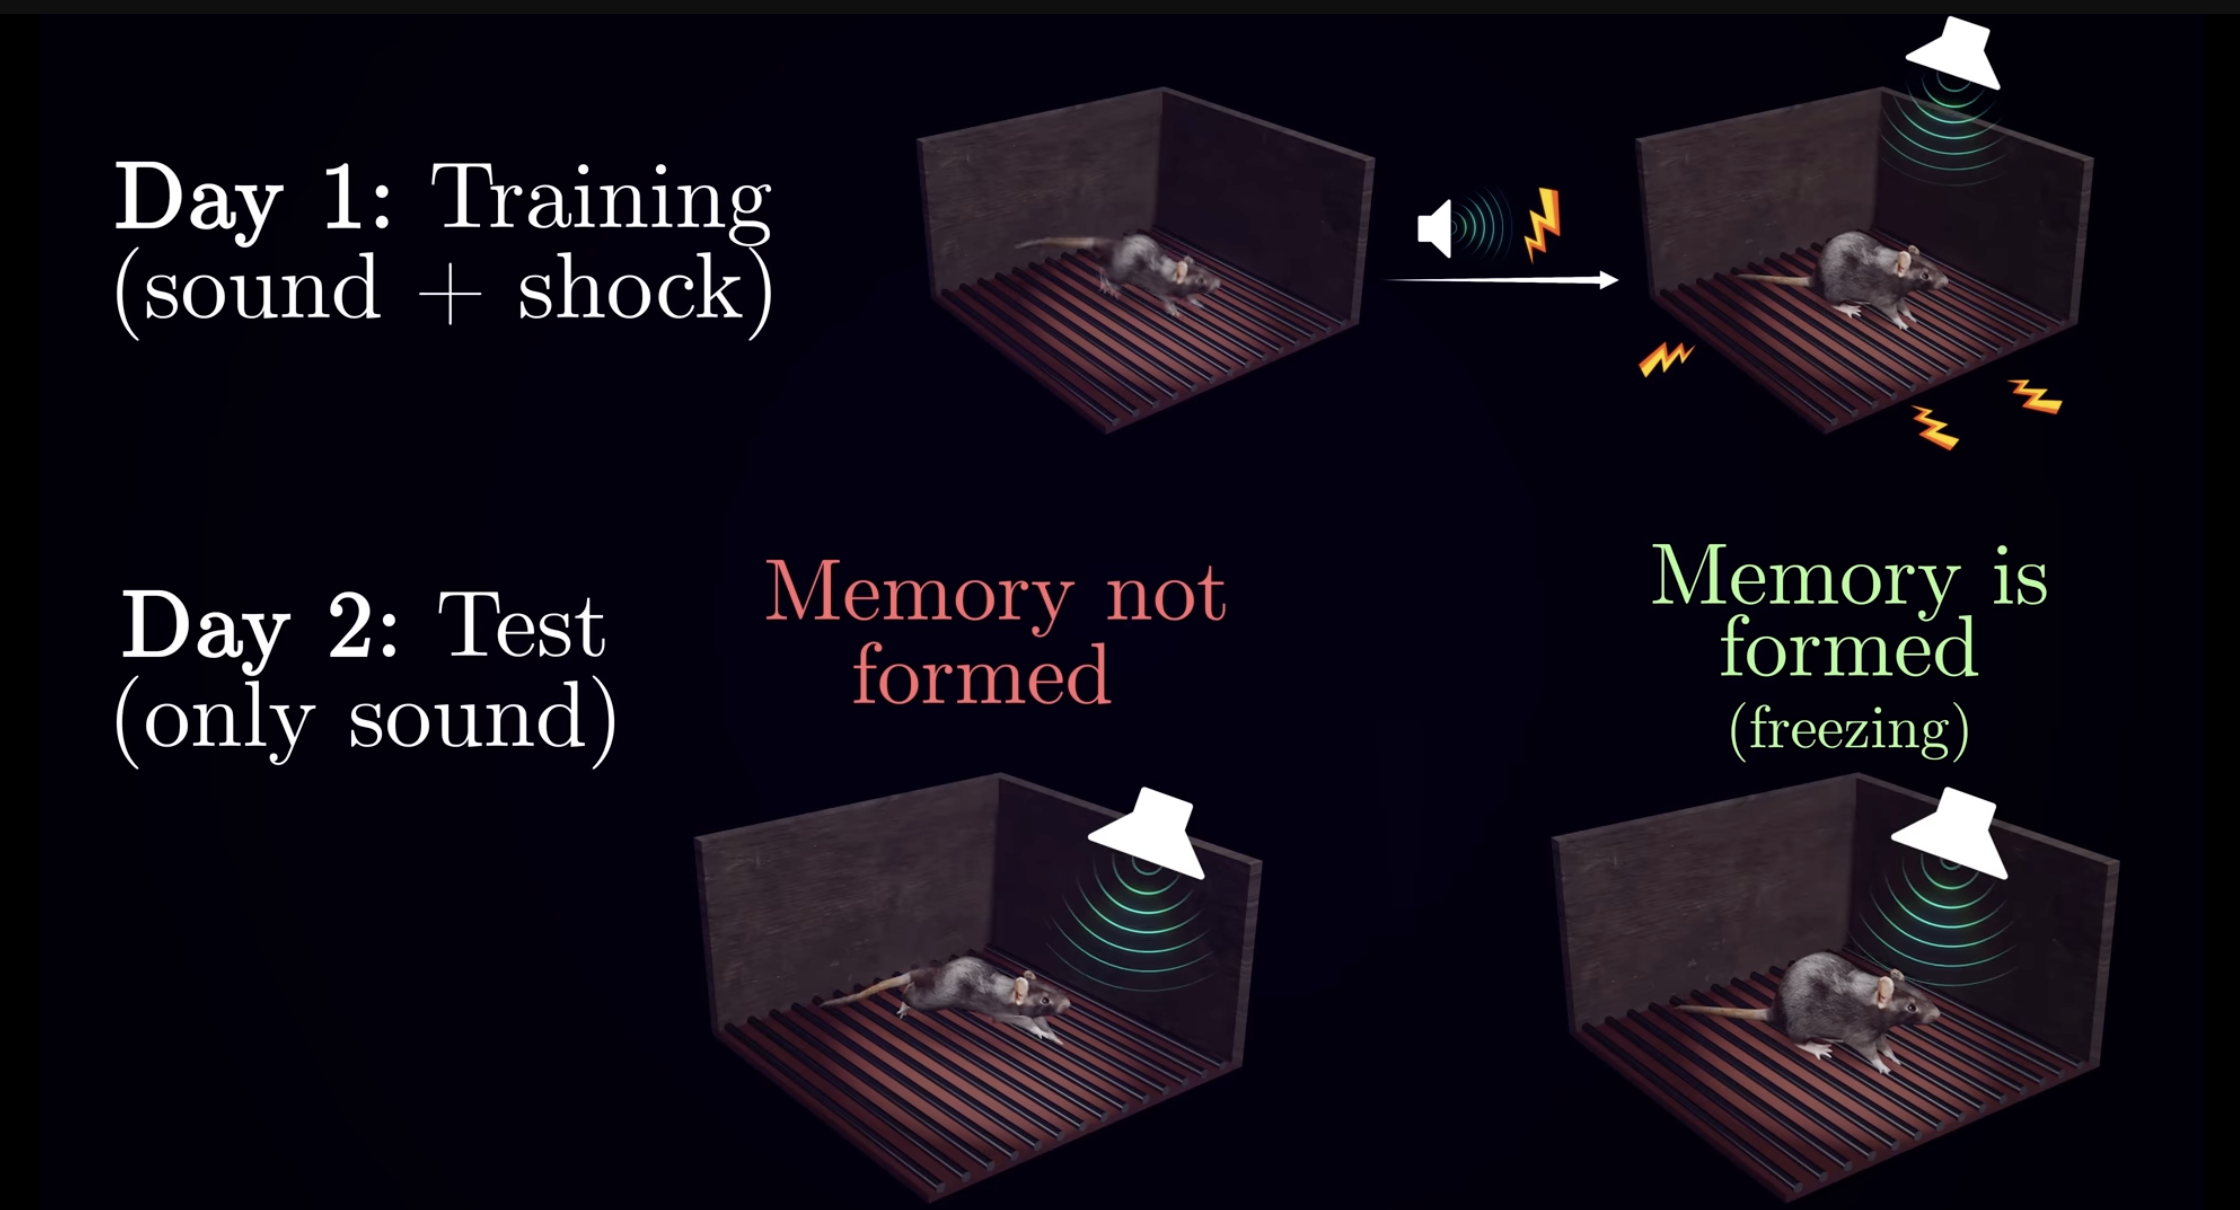 Day 1: Training
(sound + shock)
Day 2: Test
(only sound)
Memory not
formed
Memory is
formed
(freezing)